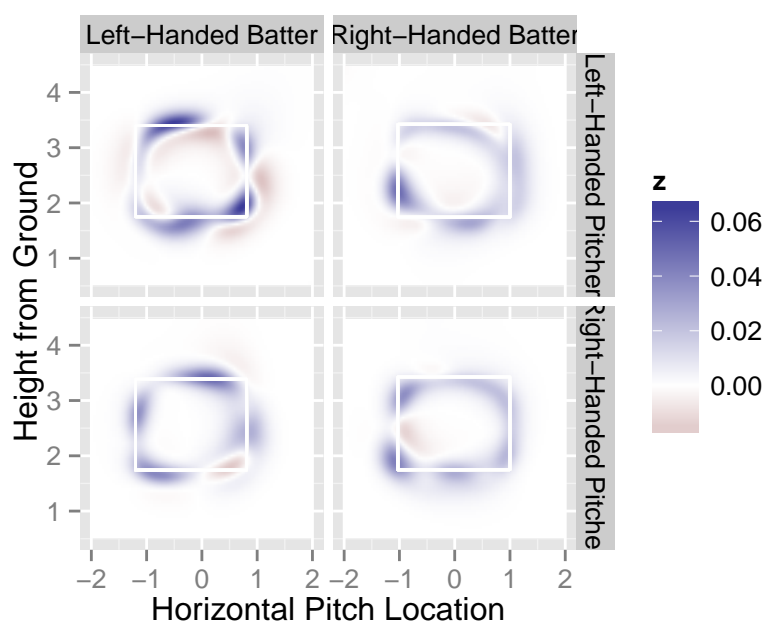 Left−Handed Batter
Right−Handed Batter
Left−Handed Pitcher
Right−Handed Pitche
Height from Ground
4
3
2
1
4
3
2
1
−2 −1 0 1 2
−2 −1 0 1 2
Horizontal Pitch Location
z
0.06
0.04
0.02
0.00